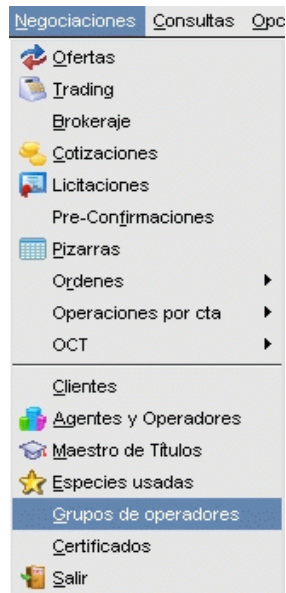 Negociaciones Consultas Opc
Ofertas
Trading
Brokeraje
Cotizaciones
Licitaciones
Pre-Confirmaciones
Pizarras
Ordenes
Operaciones por cta
OCT
Clientes
Agentes y Operadores
Maestro de Títulos
Especies usadas
Grupos de operadores
Certificados
Salir